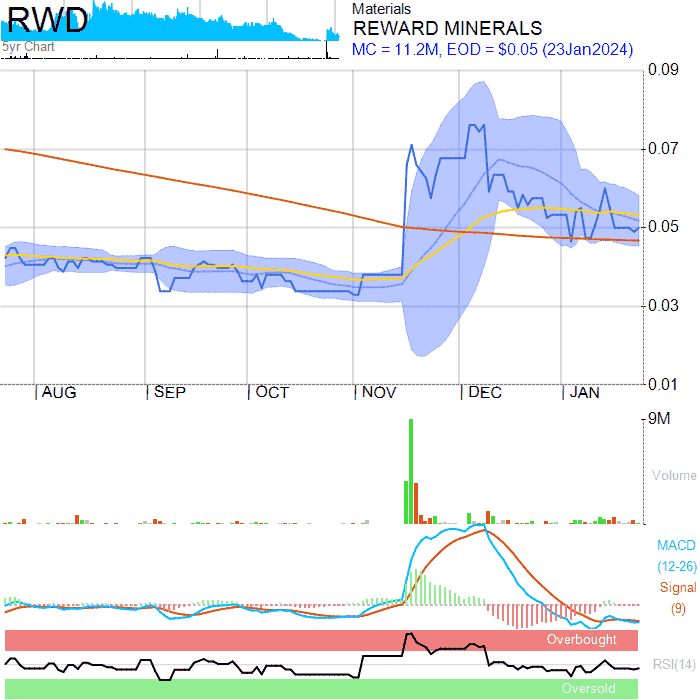 RWD
5yr Chart
Materials
REWARD MINERALS
MC = 11.2M, EOD = $0.05 (23Jan2024)
0.09
0.07
0.05
0.03
0.01
AUG SEP OCT NOV DEC JAN
9M
Volume
MACD
(12-26)
Signal
(9)
Overbought
RSI(14)
Oversold